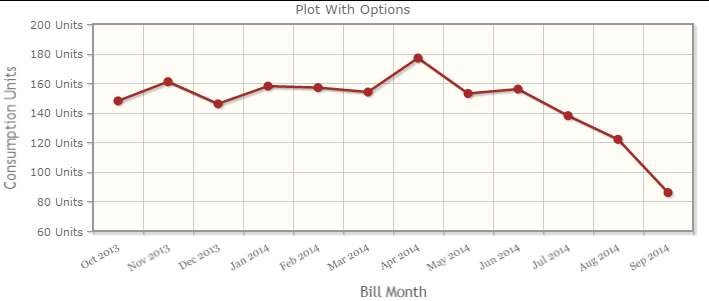 Plot With Options
200 Units
180 Units
160 Units
140 Units
120 Units
100 Units
80 Units
60 Units
Consumption Units
Oct 2013
Nov 2013
Dec 2013
Jan 2014
Feb 2014
Mar 2014
Apr 2014
May 2014
Jun 2014
Jul 2014
Aug 2014
Sep 2014
Bill Month